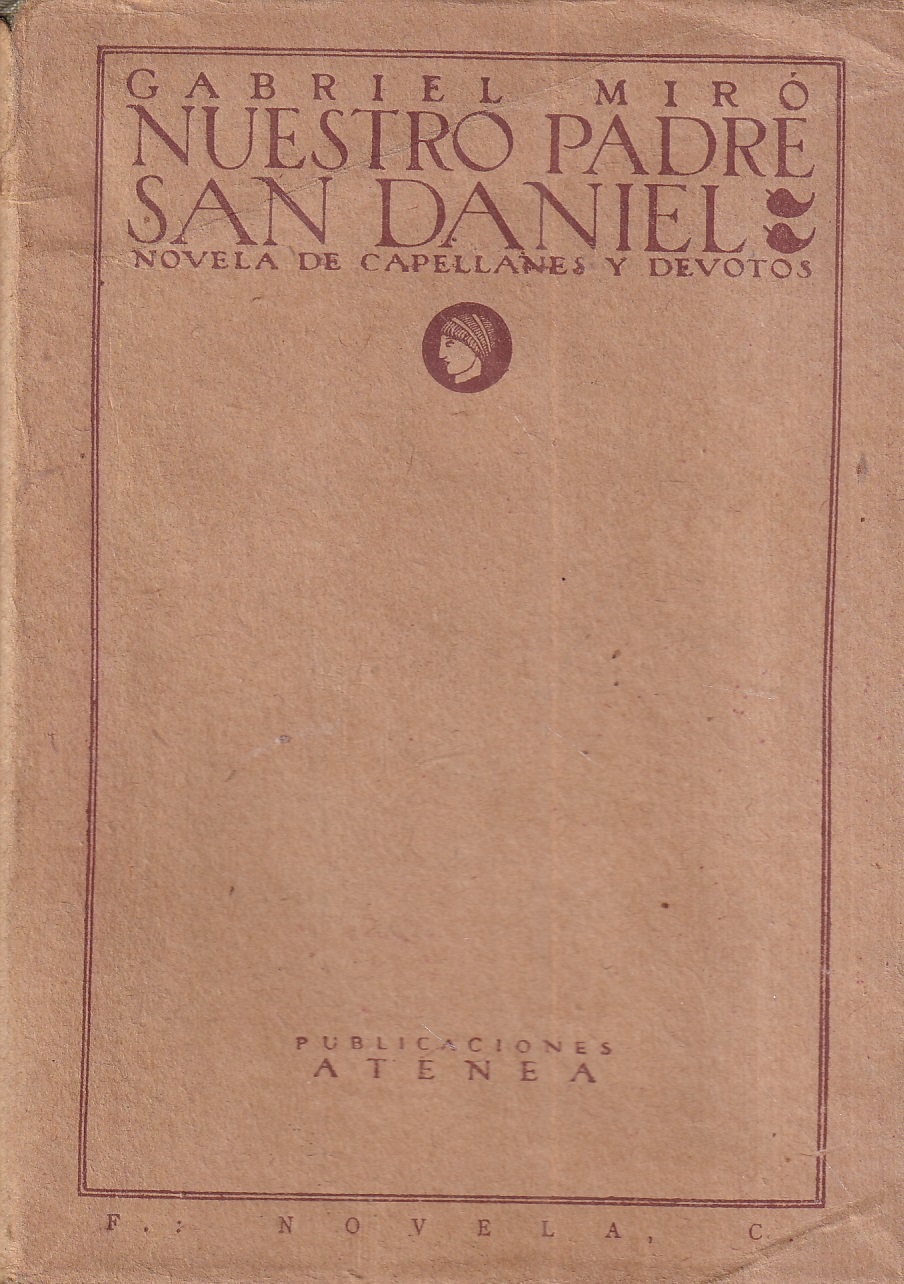 GABRIEL MIRÓ
NUESTRO PADRE
SAN DANIEL
NOVELA DE CAPELLANES Y DEVOTOS
PUBLICACIONES
ATENEA
F.: NOVELA, C.